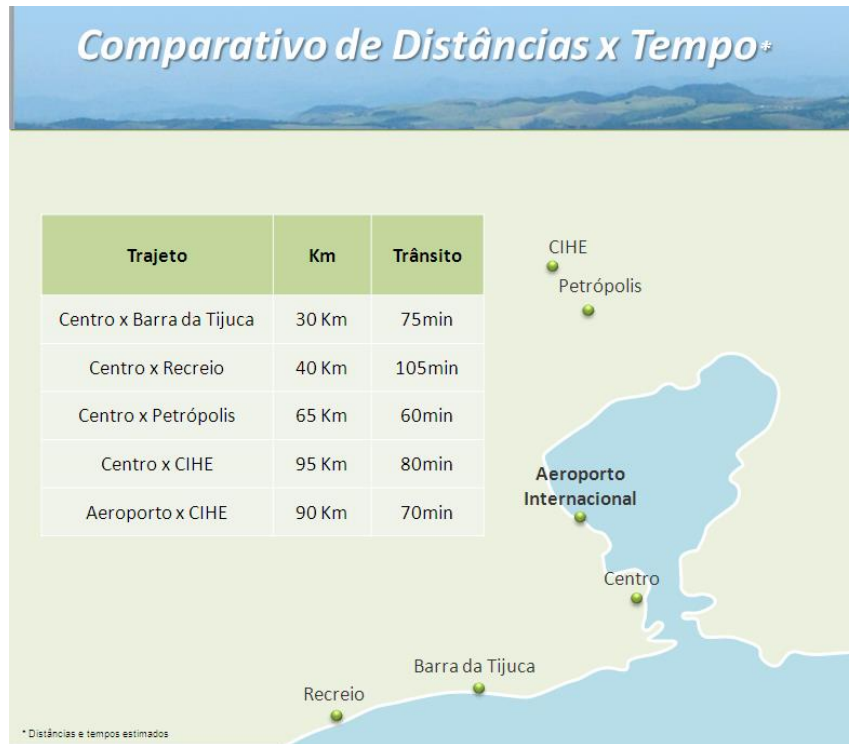 Comparativo de Distâncias x Tempo*
Trajeto Km Trânsito
Centro x Barra da Tijuca 30 Km 75min
Centro x Recreio 40 Km 105min
Centro x Petrópolis 65 Km 60min
Centro x CIHE 95 Km 80min
Aeroporto x CIHE 90 Km 70min
CIHE
Petrópolis
Aeroporto
Internacional
Centro
Barra da Tijuca
Recreio
* Distâncias e tempos estimados